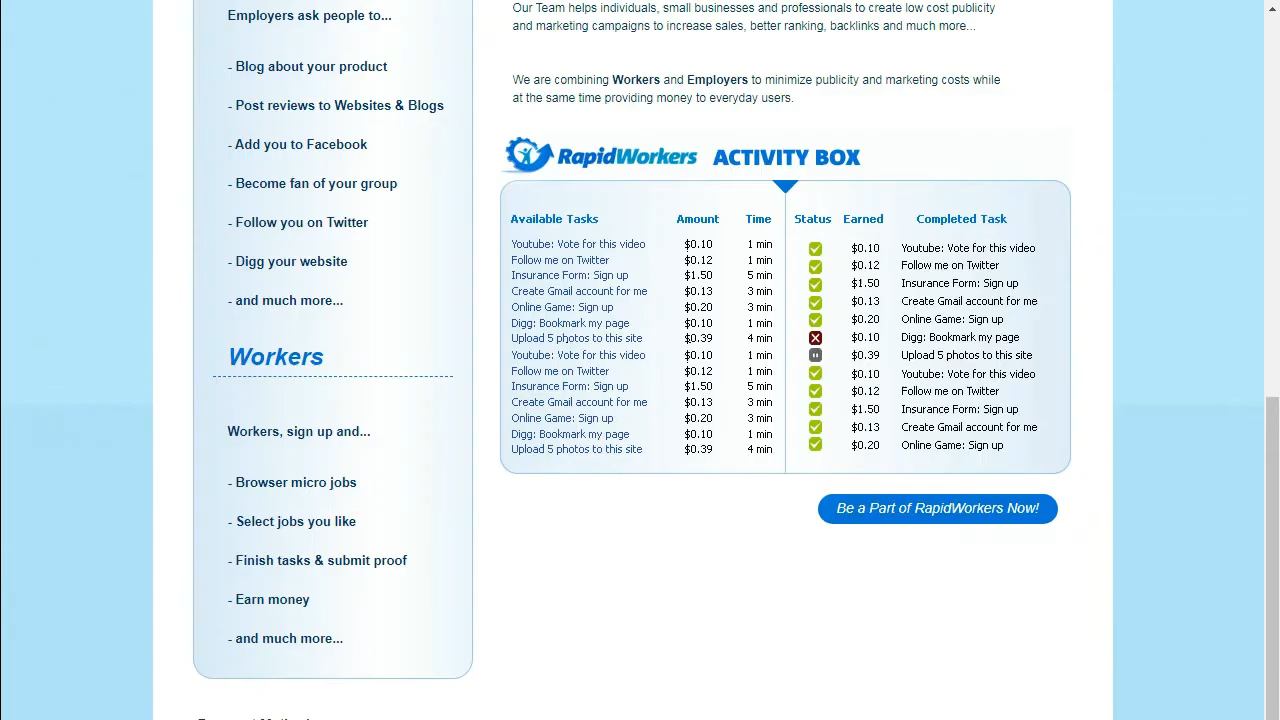 Employers ask people to...
- Blog about your product
- Post reviews to Websites & Blogs
- Add you to Facebook
- Become fan of your group
- Follow you on Twitter
- Digg your website
- and much more...
Workers
Workers, sign up and...
- Browser micro jobs
- Select jobs you like
- Finish tasks & submit proof
- Earn money
- and much more...
Our Team helps individuals, small businesses and professionals to create low cost publicity
and marketing campaigns to increase sales, better ranking, backlinks and much more...
We are combining Workers and Employers to minimize publicity and marketing costs while
at the same time providing money to everyday users.
RapidWorkers ACTIVITY BOX
Available Tasks Amount Time
Youtube: Vote for this video $0.10 1 min
Follow me on Twitter $0.12 1 min
Insurance Form: Sign up $1.50 5 min
Create Gmail account for me $0.13 3 min
Online Game: Sign up $0.20 3 min
Digg: Bookmark my page $0.10 1 min
Upload 5 photos to this site $0.39 4 min
Youtube: Vote for this video $0.10 1 min
Follow me on Twitter $0.12 1 min
Insurance Form: Sign up $1.50 5 min
Create Gmail account for me $0.13 3 min
Online Game: Sign up $0.20 3 min
Digg: Bookmark my page $0.10 1 min
Upload 5 photos to this site $0.39 4 min
Status Earned Completed Task
$0.10 Youtube: Vote for this video
$0.12 Follow me on Twitter
$1.50 Insurance Form: Sign up
$0.13 Create Gmail account for me
$0.20 Online Game: Sign up
$0.10 Digg: Bookmark my page
$0.39 Upload 5 photos to this site
$0.10 Youtube: Vote for this video
$0.12 Follow me on Twitter
$1.50 Insurance Form: Sign up
$0.13 Create Gmail account for me
$0.20 Online Game: Sign up
Be a Part of RapidWorkers Now!